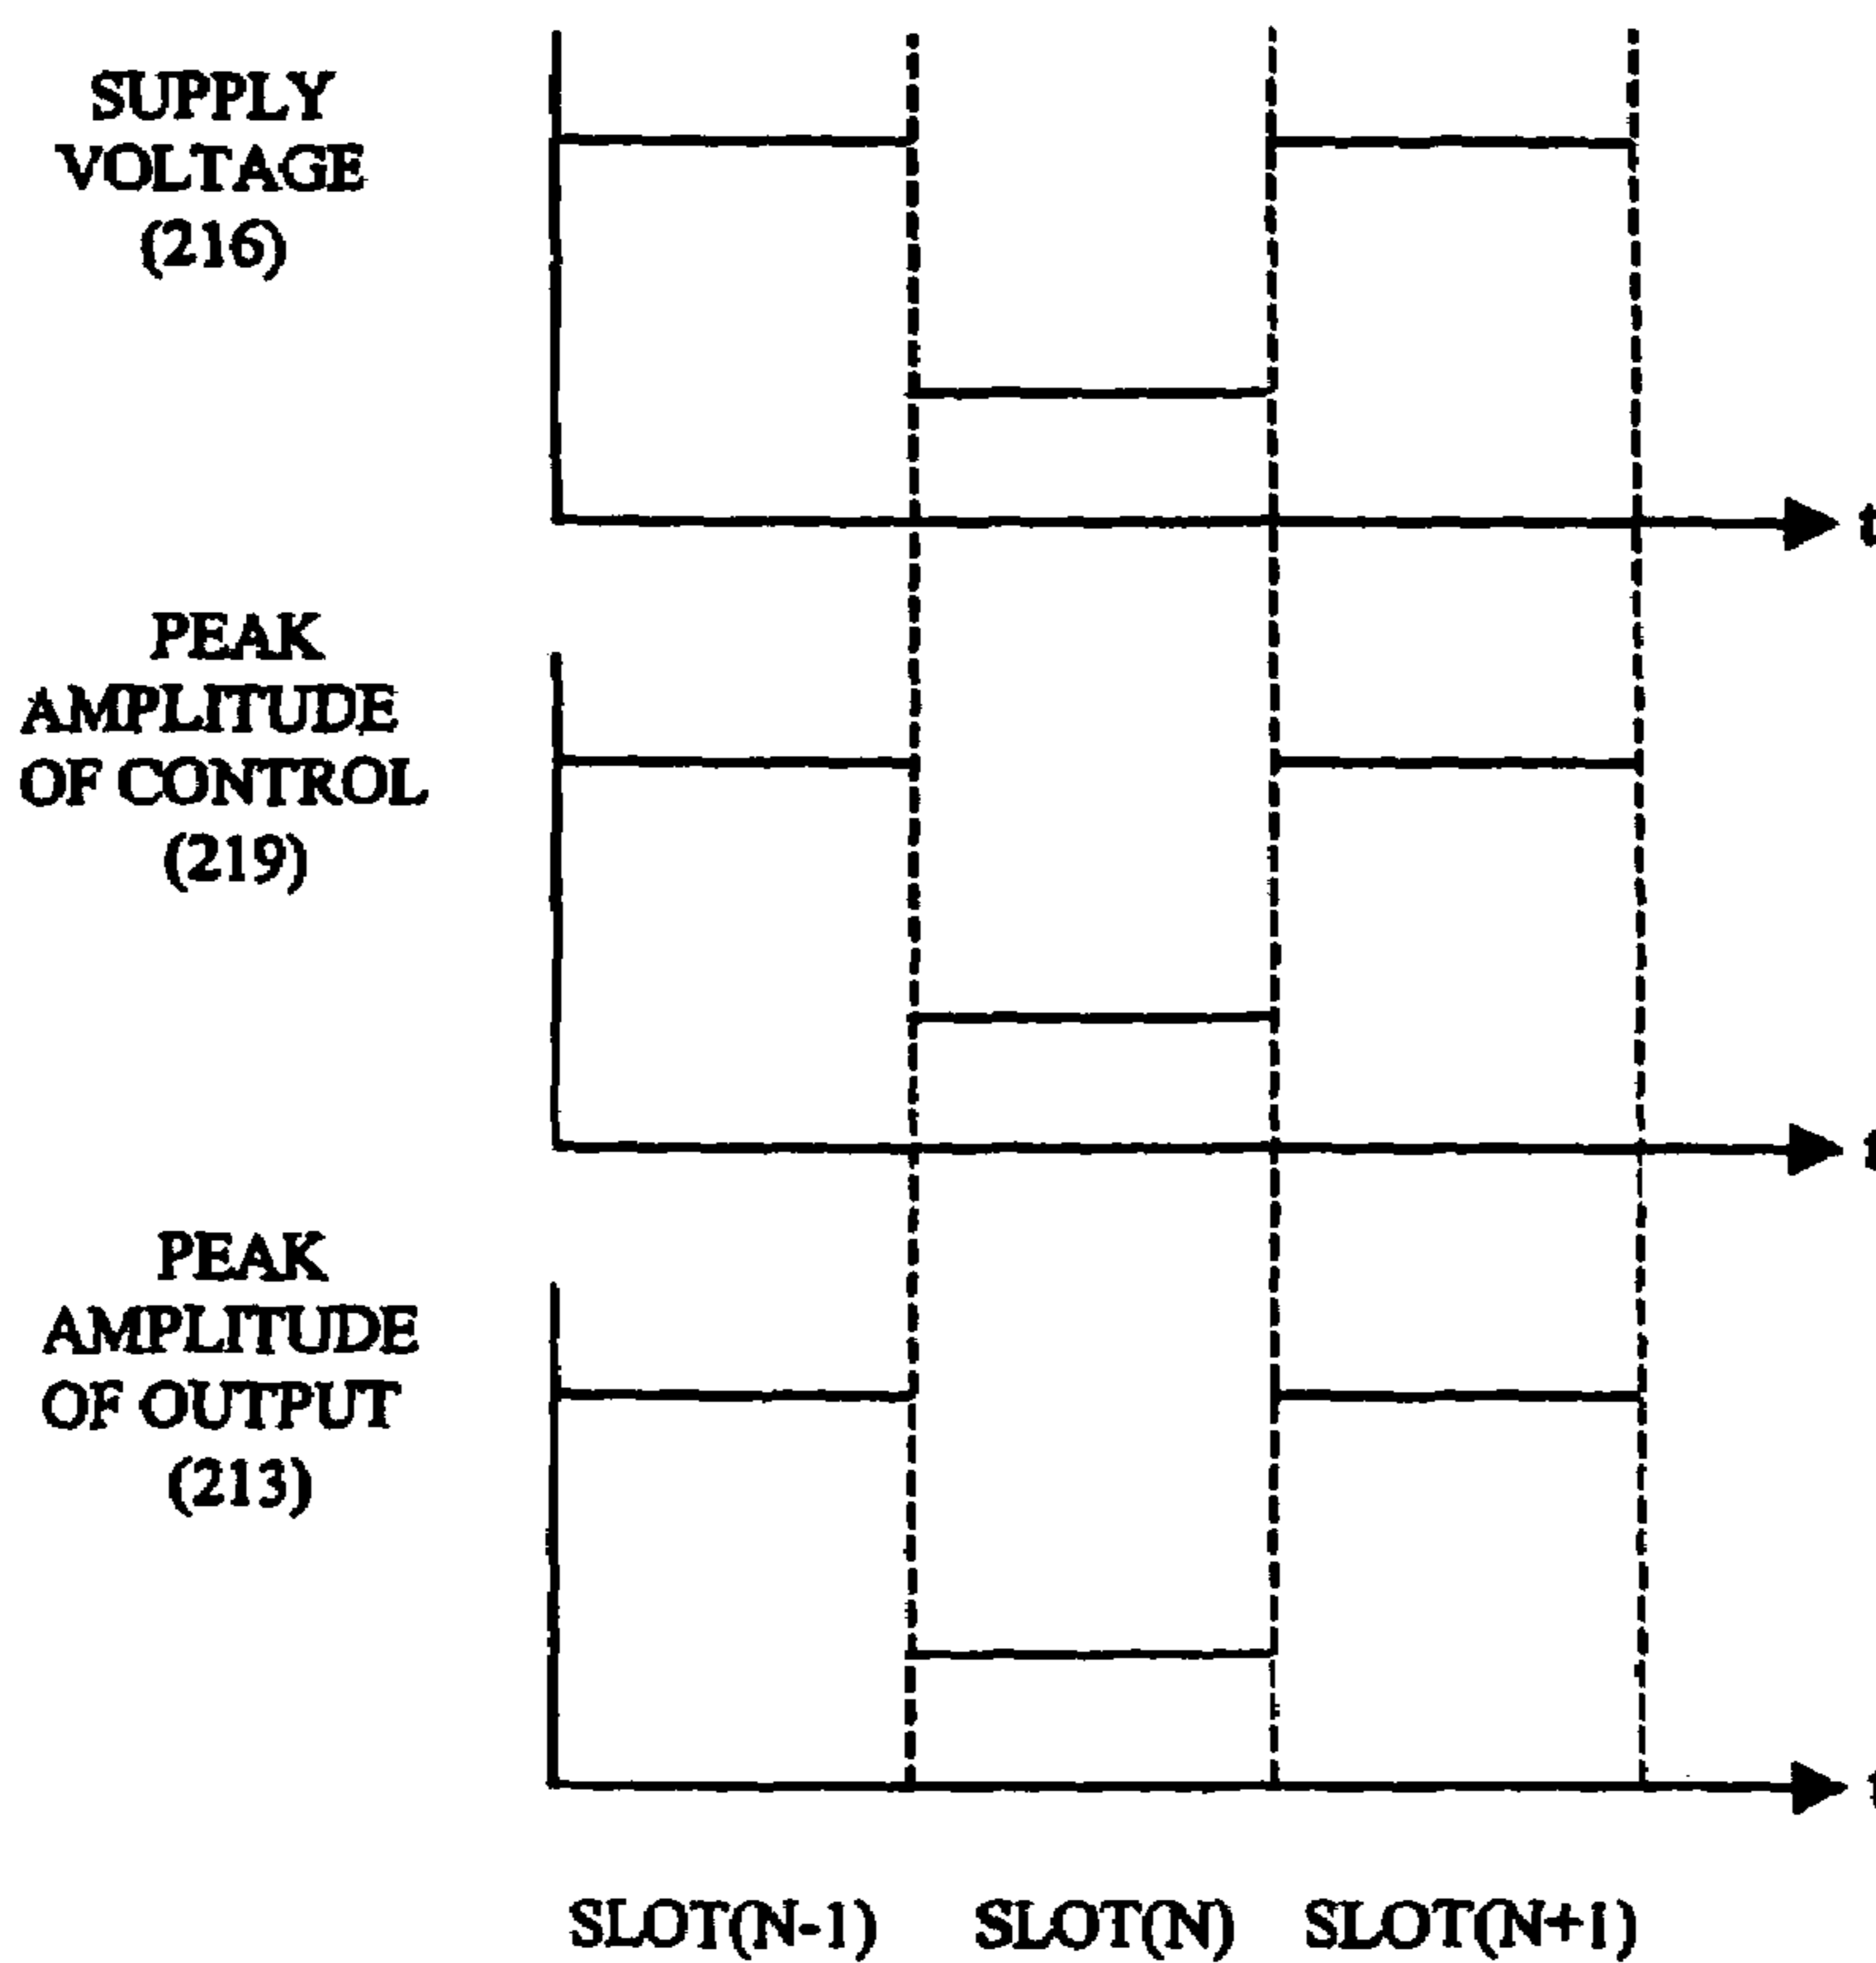 SUPPLY
VOLTAGE
(216)
t
PEAK
AMPLITUDE
OF CONTROL
(219)
PEAK
AMPLITUDE
OF OUTPUT
(213)
SLOT(N-1) SLOT(N) SLOT(N+1)